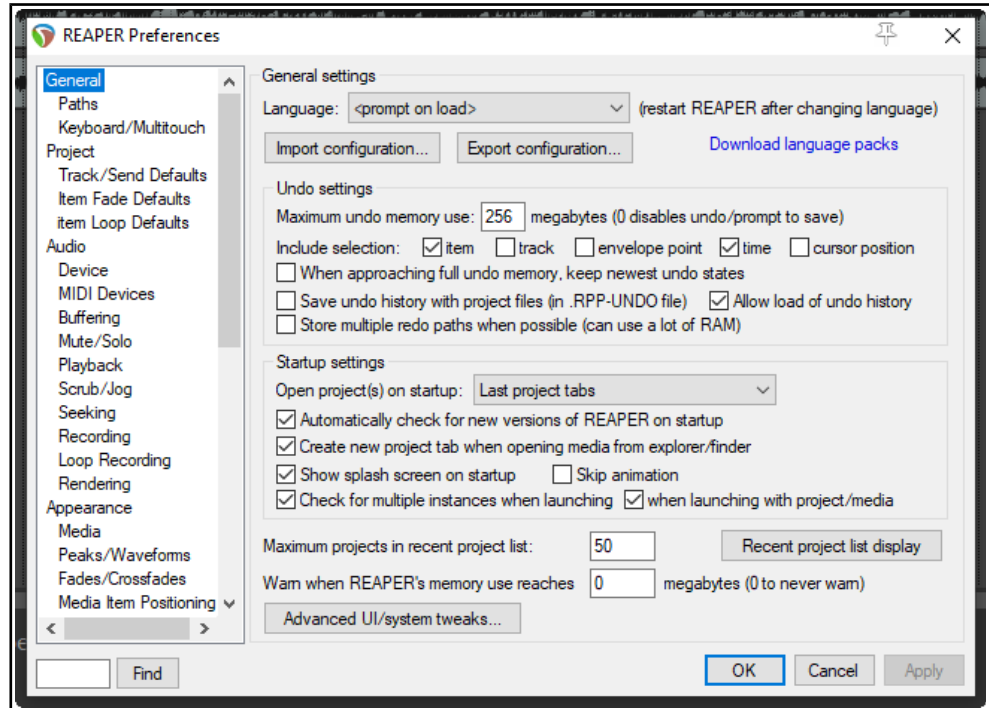 REAPER Preferences
General
Paths
Keyboard/Multitouch
Project
Track/Send Defaults
Item Fade Defaults
item Loop Defaults
Audio
Device
MIDI Devices
Buffering
Mute/Solo
Playback
Scrub/Jog
Seeking
Recording
Loop Recording
Rendering
Appearance
Media
Peaks/Waveforms
Fades/Crossfades
Media Item Positioning
Find
General settings
Language: <prompt on load> (restart REAPER after changing language)
Import configuration... Export configuration... Download language packs
Undo settings
Maximum undo memory use: 256 megabytes (0 disables undo/prompt to save)
Include selection: item track envelope point time cursor position
When approaching full undo memory, keep newest undo states
Save undo history with project files (in .RPP-UNDO file) Allow load of undo history
Store multiple redo paths when possible (can use a lot of RAM)
Startup settings
Open project(s) on startup: Last project tabs
Automatically check for new versions of REAPER on startup
Create new project tab when opening media from explorer/finder
Show splash screen on startup Skip animation
Check for multiple instances when launching when launching with project/media
Maximum projects in recent project list: 50 Recent project list display
Warn when REAPER's memory use reaches 0 megabytes (0 to never warn)
Advanced UI/system tweaks...
OK Cancel Apply